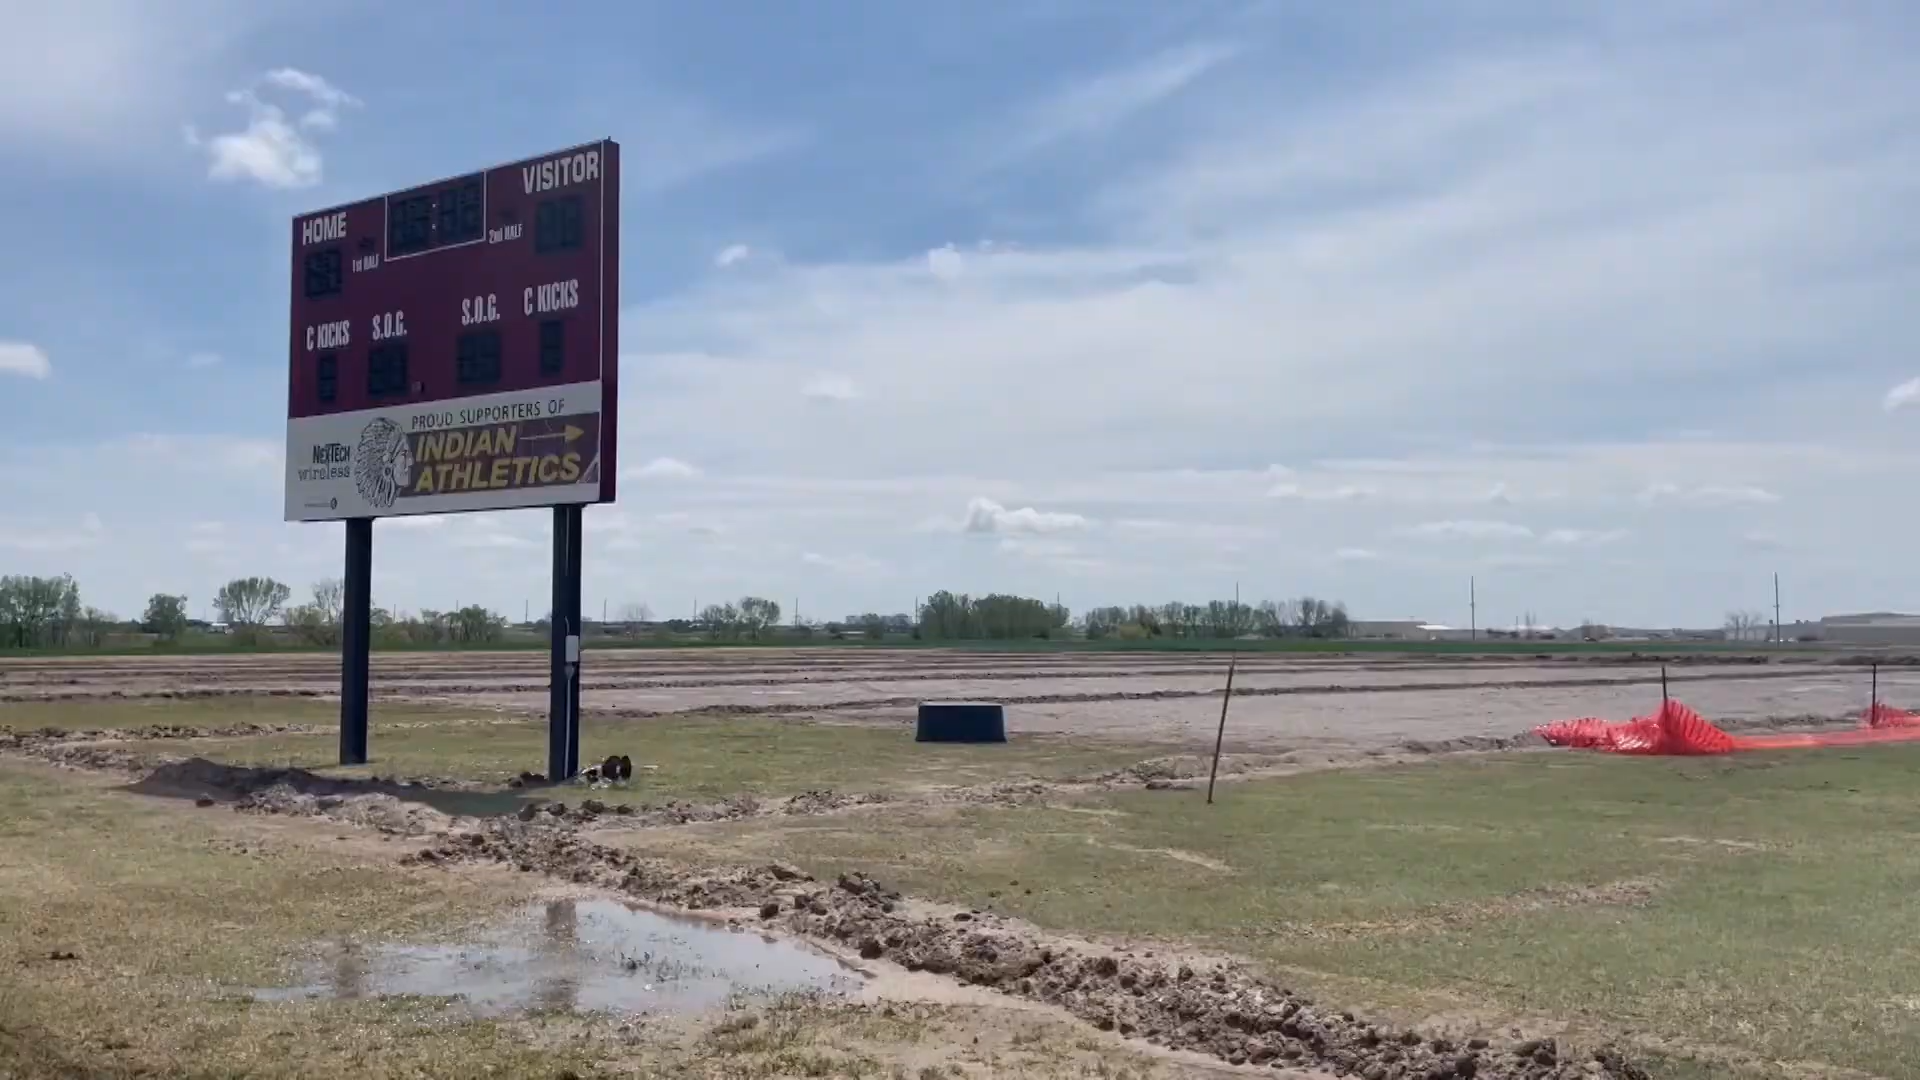 HOME
VISITOR
1st HALF
2nd HALF
C KICKS
S.O.G.
S.O.G.
C KICKS
PROUD SUPPORTERS OF
NEXTECH
wireless
INDIAN
ATHLETICS